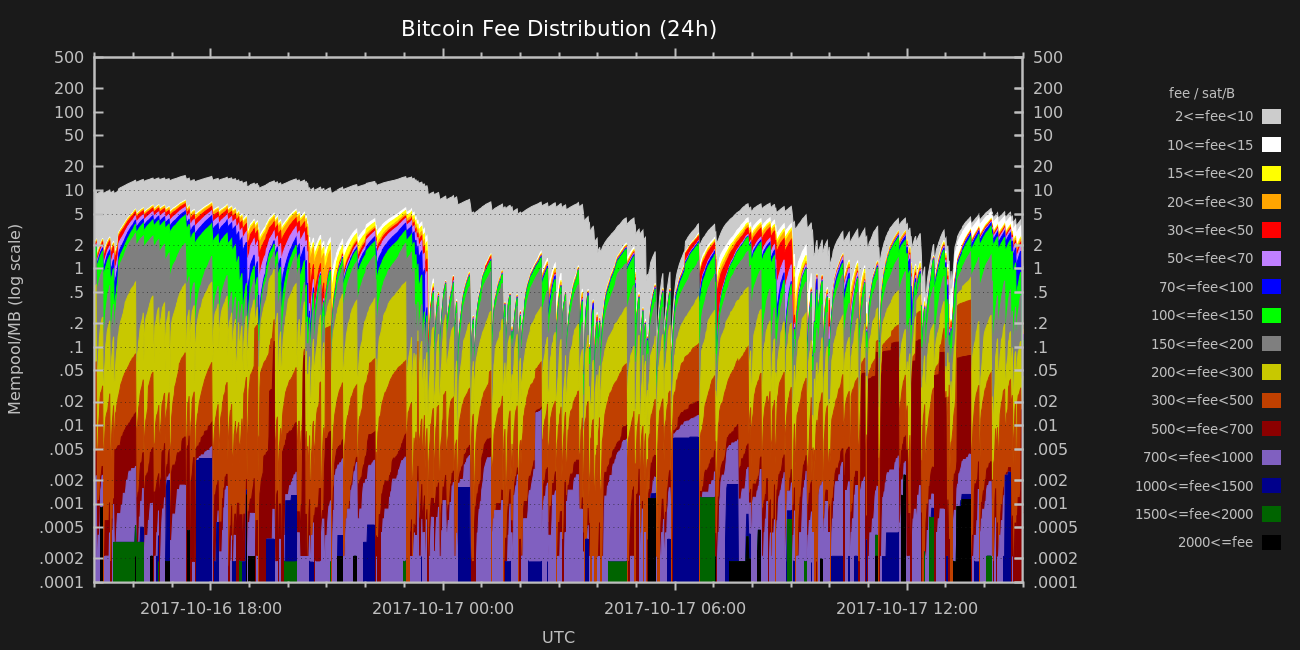 Bitcoin Fee Distribution (24h)
500
200
100
50
20
10
5
2
1
.5
.2
.1
.05
.02
.01
.005
.002
.001
.0005
.0002
.0001
Mempool/MB (log scale)
500
200
100
50
20
10
5
2
1
.5
.2
.1
.05
.02
.01
.005
.002
.001
.0005
.0002
.0001
2017-10-16 18:00
2017-10-17 00:00
2017-10-17 06:00
2017-10-17 12:00
UTC
fee / sat/B
2<=fee<10
10<=fee<15
15<=fee<20
20<=fee<30
30<=fee<50
50<=fee<70
70<=fee<100
100<=fee<150
150<=fee<200
200<=fee<300
300<=fee<500
500<=fee<700
700<=fee<1000
1000<=fee<1500
1500<=fee<2000
2000<=fee